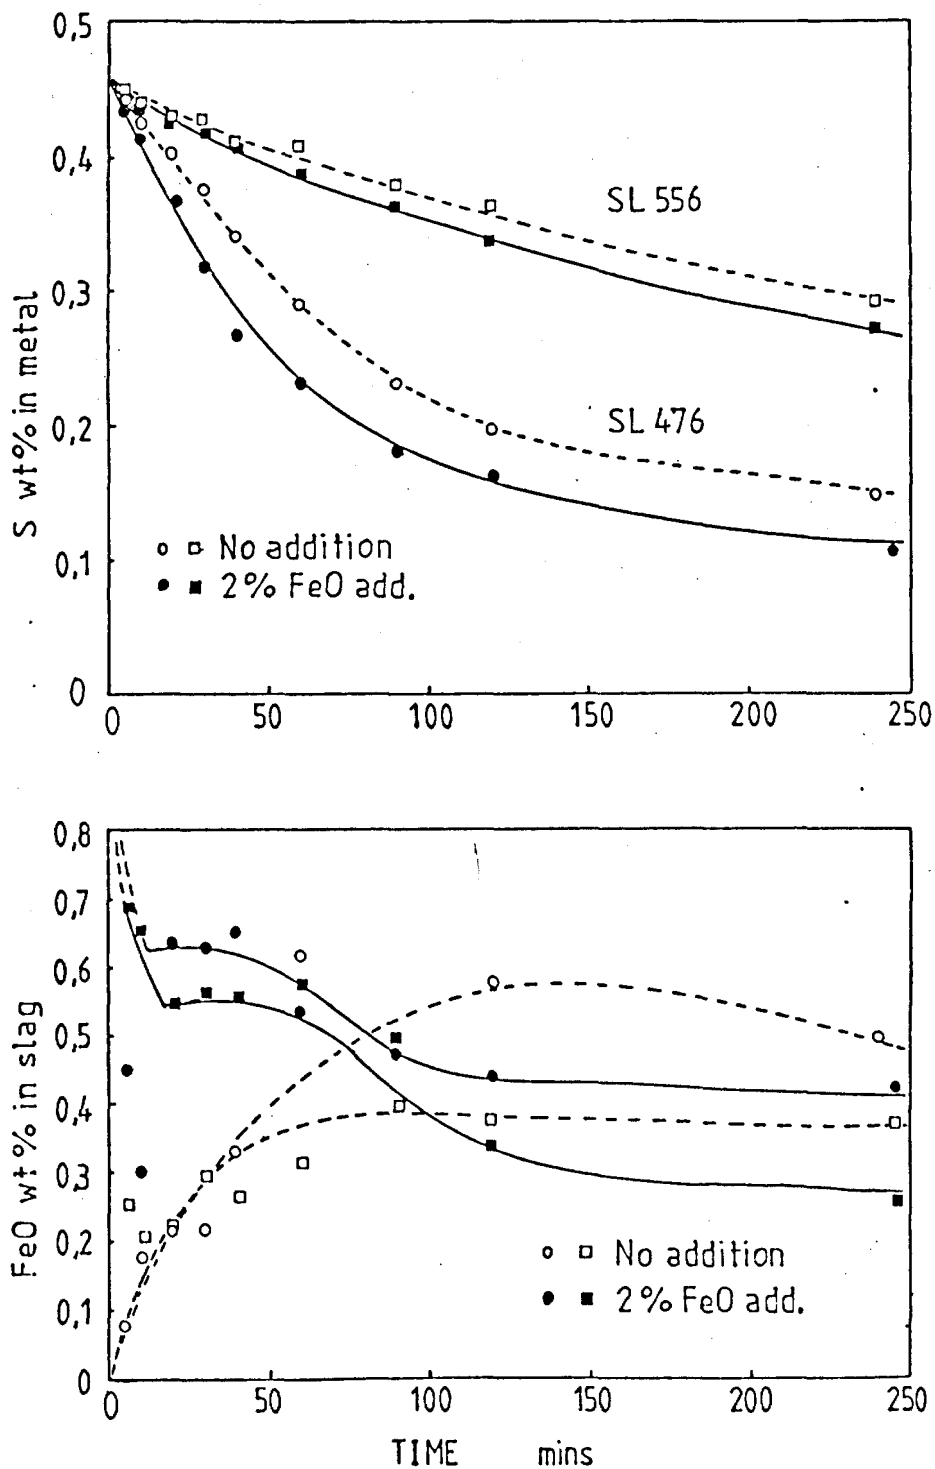 0,5
0,4
0,3
0,2
0,1
0
S wt% in metal
SL 556
SL 476
No addition
2% FeO add.
0 50 100 150 200 250
0,8
0,7
0,6
0,5
0,4
0,3
0,2
0,1
0
FeO wt% in slag
No addition
2% FeO add.
0 50 100 150 200 250
TIME mins